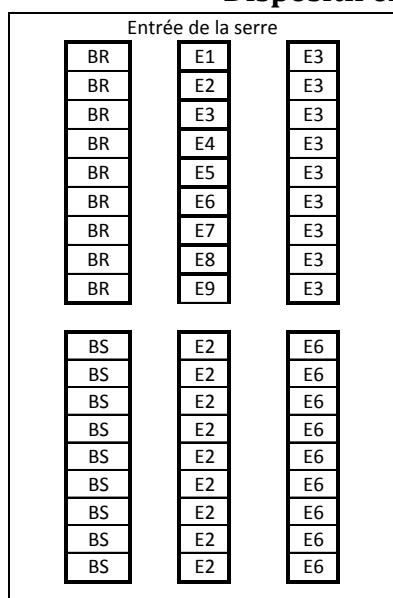 Entrée de la serre
BR E1 E3
BR E2 E3
BR E3 E3
BR E4 E3
BR E5 E3
BR E6 E3
BR E7 E3
BR E8 E3
BR E9 E3
BS E2 E6
BS E2 E6
BS E2 E6
BS E2 E6
BS E2 E6
BS E2 E6
BS E2 E6
BS E2 E6
BS E2 E6